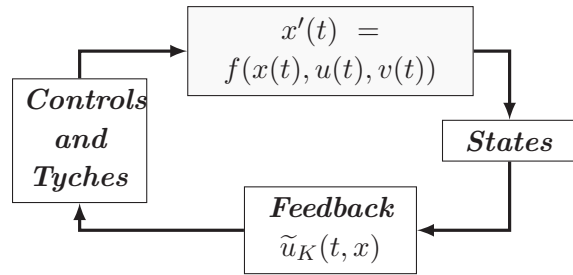 x′(t) =
f(x(t), u(t), v(t))
Controls
and
Tyches
States
Feedback
ũ_K(t, x)